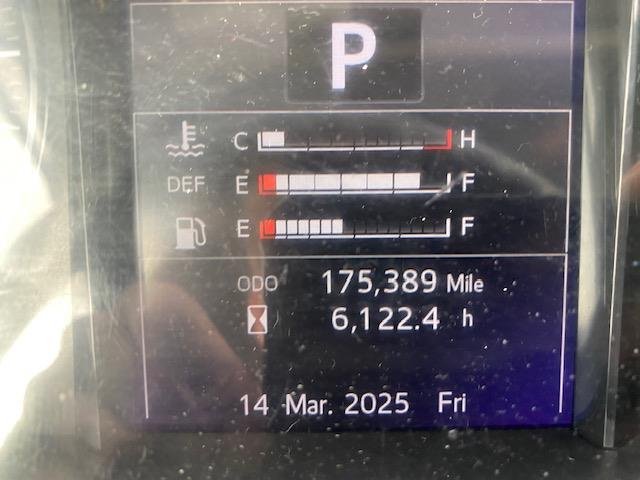 P
C H
DEF E F
E F
ODO 175,389 Mile
6,122.4 h
14 Mar. 2025 Fri